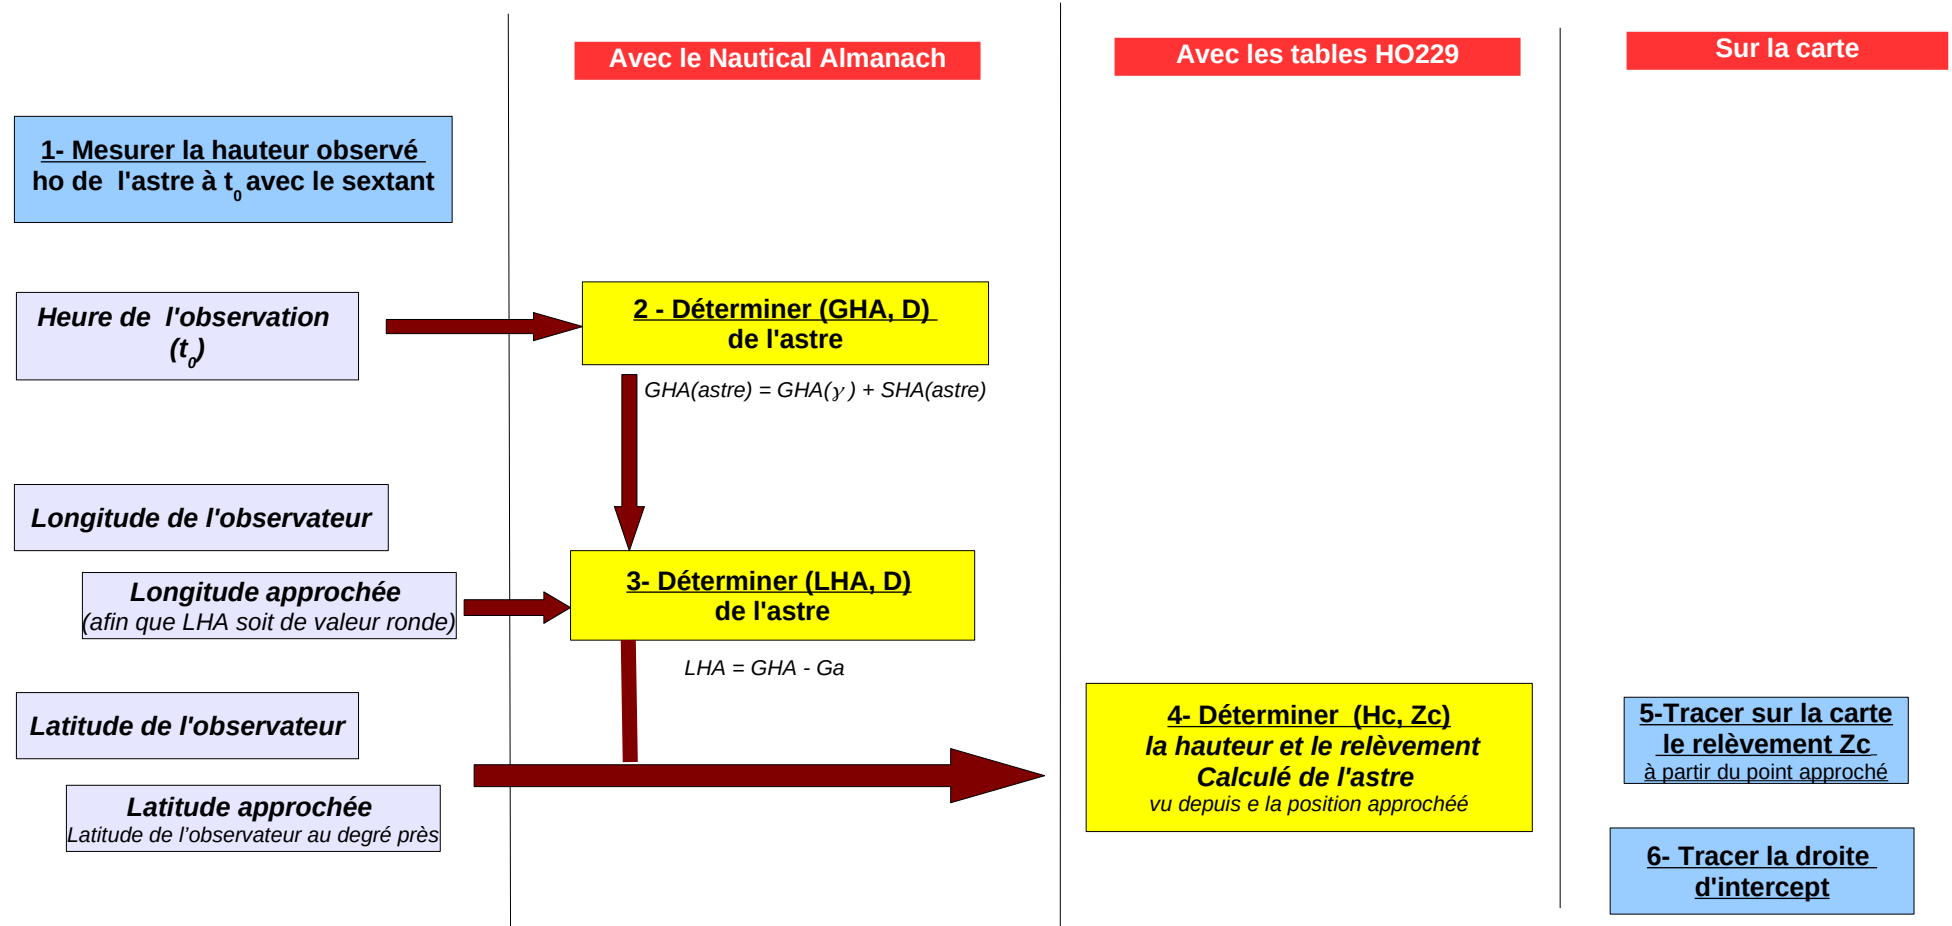 Avec le Nautical Almanach
Avec les tables HO229
Sur la carte
1- Mesurer la hauteur observé
ho de l'astre à t0 avec le sextant
Heure de l'observation
(t0)
2 - Déterminer (GHA, D)
de l'astre
GHA(astre) = GHA(γ ) + SHA(astre)
Longitude de l'observateur
Longitude approchée
(afin que LHA soit de valeur ronde)
3- Déterminer (LHA, D)
de l'astre
LHA = GHA - Ga
Latitude de l'observateur
Latitude approchée
Latitude de l’observateur au degré près
4- Déterminer (Hc, Zc)
la hauteur et le relèvement
Calculé de l'astre
vu depuis e la position approchéé
5-Tracer sur la carte
le relèvement Zc
à partir du point approché
6- Tracer la droite
d'intercept